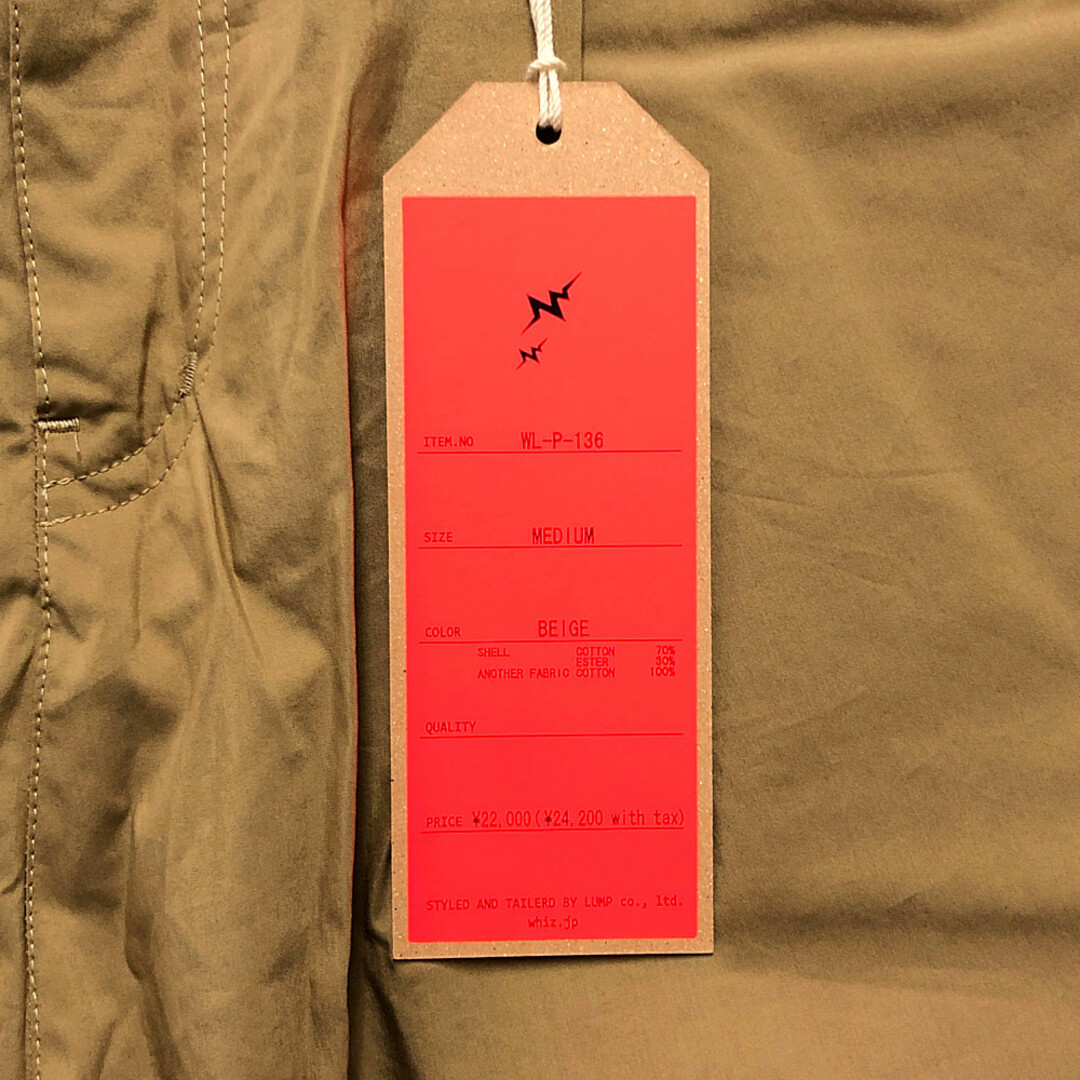 ITEM.NO WL-P-136
SIZE MEDIUM
COLOR BEIGE
SHELL COTTON 70%
ESTER 30%
ANOTHER FABRIC COTTON 100%
QUALITY
PRICE ¥22,000(¥24,200 with tax)
STYLED AND TAILERD BY LUMP co., ltd.
whiz.jp